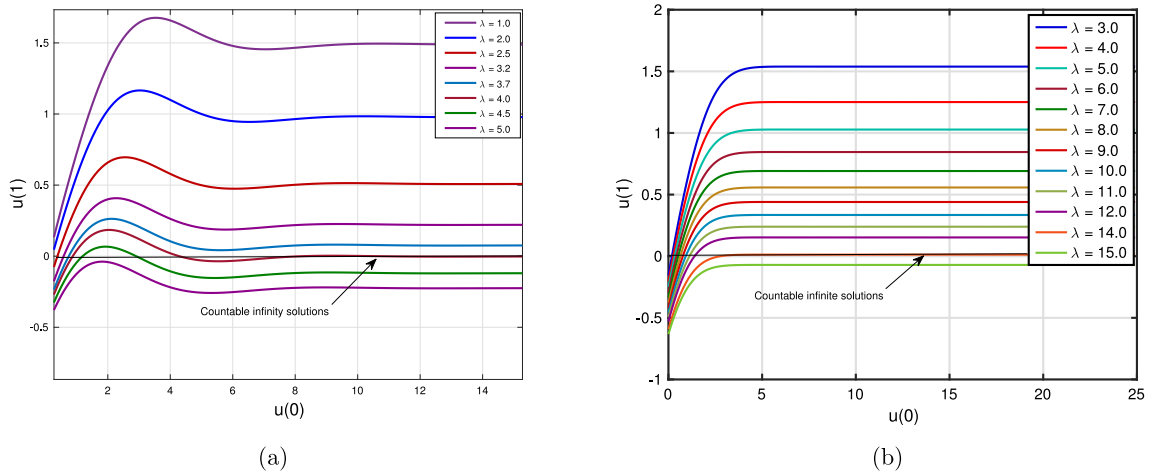 1.5
1
0.5
0
-0.5
u(1)
2
4
6
8
10
12
14
u(0)
λ = 1.0
λ = 2.0
λ = 2.5
λ = 3.2
λ = 3.7
λ = 4.0
λ = 4.5
λ = 5.0
Countable infinity solutions
(a)
2
1.5
1
0.5
0
-0.5
-1
u(1)
0
5
10
15
20
25
u(0)
λ = 3.0
λ = 4.0
λ = 5.0
λ = 6.0
λ = 7.0
λ = 8.0
λ = 9.0
λ = 10.0
λ = 11.0
λ = 12.0
λ = 14.0
λ = 15.0
Countable infinite solutions
(b)